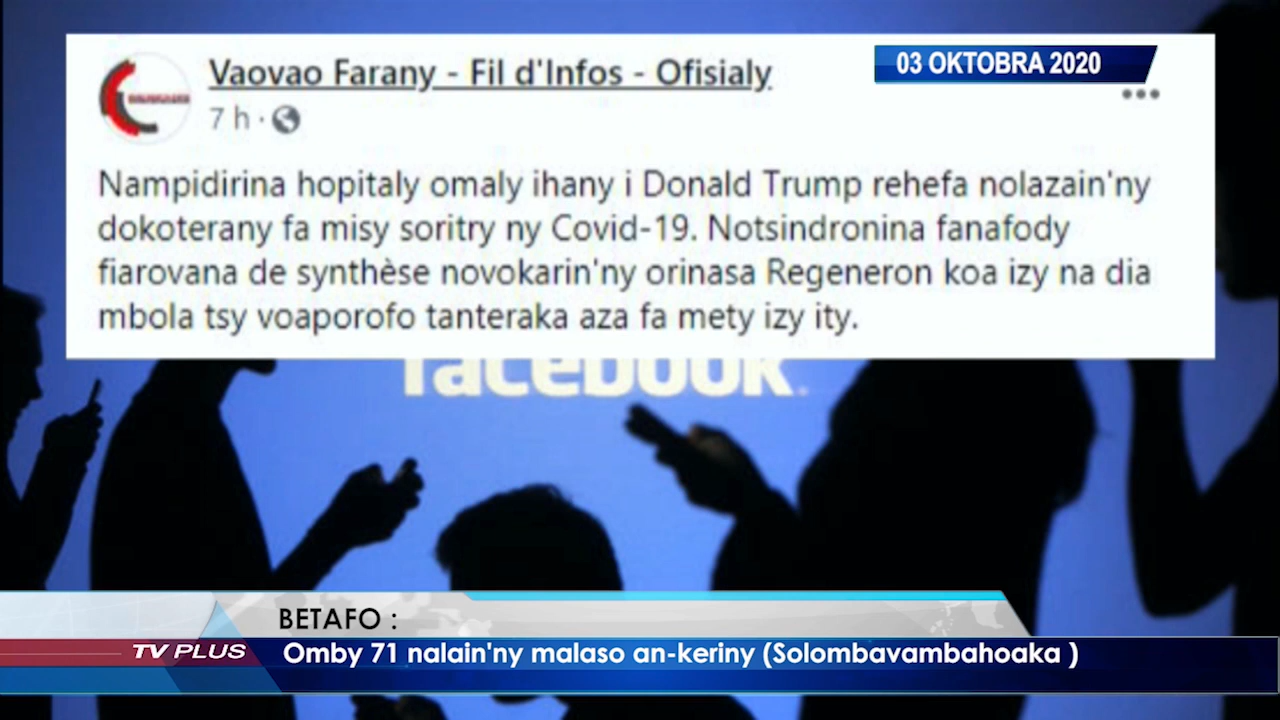 Vaovao Farany - Fil d'Infos - Ofisialy
03 OKTOBRA 2020
7 h ·
Nampidirina hopitaly omaly ihany i Donald Trump rehefa nolazain'ny
dokoterany fa misy soritry ny Covid-19. Notsindronina fanafody
fiarovana de synthèse novokarin'ny orinasa Regeneron koa izy na dia
mbola tsy voaporofo tanteraka aza fa mety izy ity.
facebook
BETAFO :
TV PLUS
Omby 71 nalain'ny malaso an-keriny (Solombavambahoaka )